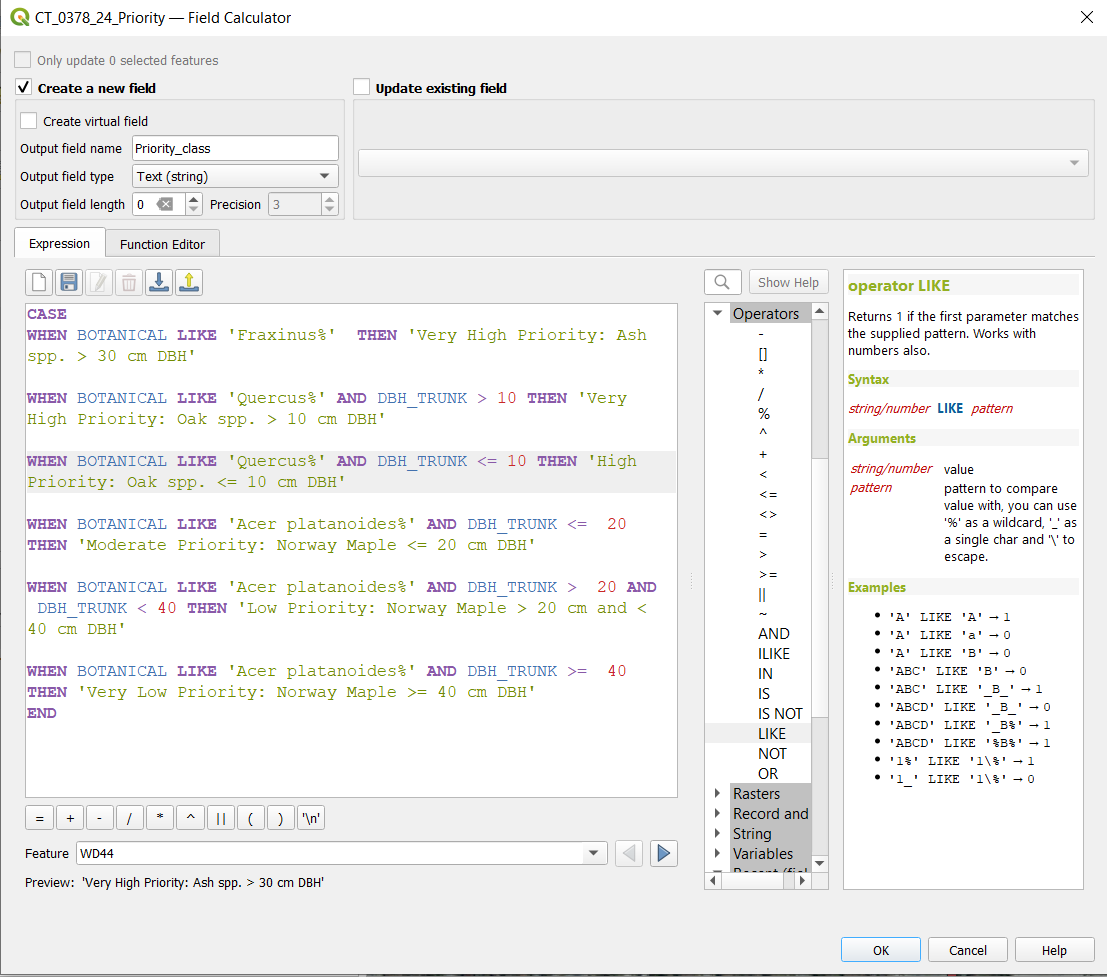 CT_0378_24_Priority — Field Calculator
Only update 0 selected features
Create a new field
Update existing field
Create virtual field
Output field name Priority_class
Output field type Text (string)
Output field length 0 Precision 3
Expression Function Editor
Show Help
CASE
WHEN BOTANICAL LIKE 'Fraxinus%'  THEN 'Very High Priority: Ash
spp. > 30 cm DBH'
WHEN BOTANICAL LIKE 'Quercus%' AND DBH_TRUNK > 10 THEN 'Very
High Priority: Oak spp. > 10 cm DBH'
WHEN BOTANICAL LIKE 'Quercus%' AND DBH_TRUNK <= 10 THEN 'High
Priority: Oak spp. <= 10 cm DBH'
WHEN BOTANICAL LIKE 'Acer platanoides%' AND DBH_TRUNK <=  20
THEN 'Moderate Priority: Norway Maple <= 20 cm DBH'
WHEN BOTANICAL LIKE 'Acer platanoides%' AND DBH_TRUNK >  20 AND
DBH_TRUNK < 40 THEN 'Low Priority: Norway Maple > 20 cm and <
40 cm DBH'
WHEN BOTANICAL LIKE 'Acer platanoides%' AND DBH_TRUNK >=  40
THEN 'Very Low Priority: Norway Maple >= 40 cm DBH'
END
= + - / * ^ || ( ) '\n'
Feature WD44
Preview: 'Very High Priority: Ash spp. > 30 cm DBH'
Operators
-
[]
*
/
%
^
+
<
<=
<>
=
>
>=
||
~
AND
ILIKE
IN
IS
IS NOT
LIKE
NOT
OR
Rasters
Record and
String
Variables
operator LIKE
Returns 1 if the first parameter matches
the supplied pattern. Works with
numbers also.
Syntax
string/number LIKE pattern
Arguments
string/number value
pattern pattern to compare
value with, you can use
'%' as a wildcard, '_' as
a single char and '\' to
escape.
Examples
• 'A' LIKE 'A' → 1
• 'A' LIKE 'a' → 0
• 'A' LIKE 'B' → 0
• 'ABC' LIKE 'B' → 0
• 'ABC' LIKE '_B_' → 1
• 'ABCD' LIKE '_B_' → 0
• 'ABCD' LIKE '_B%' → 1
• 'ABCD' LIKE '%B%' → 1
• '1%' LIKE '1\%' → 1
• '1_' LIKE '1\%' → 0
OK Cancel Help